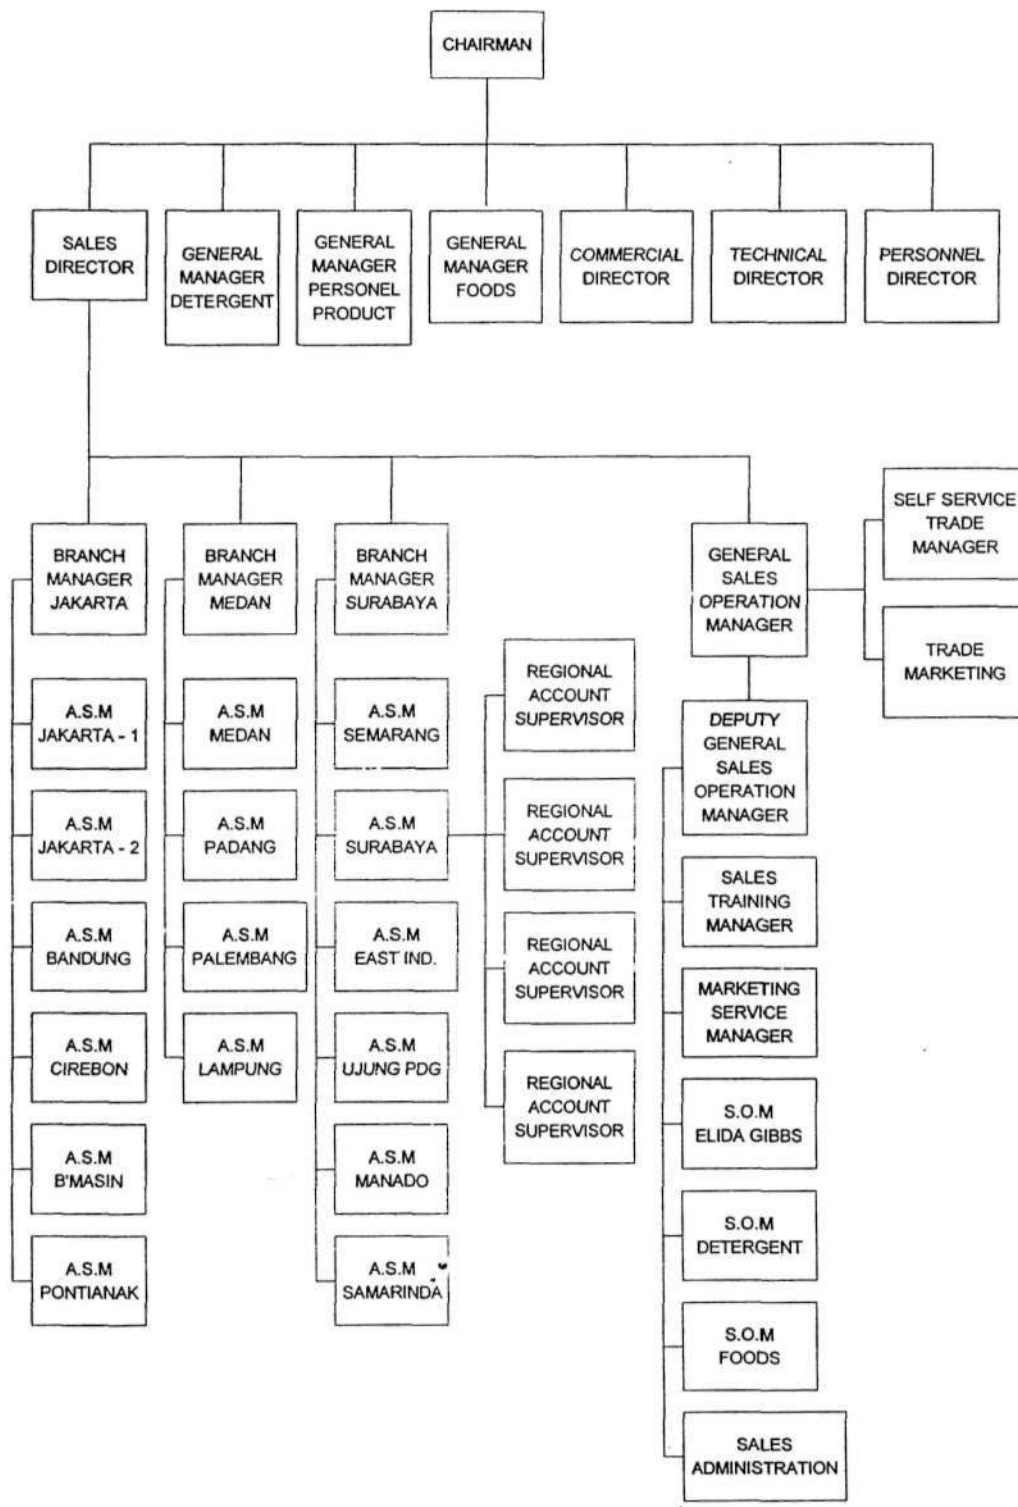 CHAIRMAN
SALES
DIRECTOR
GENERAL
MANAGER
DETERGENT
GENERAL
MANAGER
PERSONEL
PRODUCT
GENERAL
MANAGER
FOODS
COMMERCIAL
DIRECTOR
TECHNICAL
DIRECTOR
PERSONNEL
DIRECTOR
BRANCH
MANAGER
JAKARTA
A.S.M
JAKARTA - 1
A.S.M
JAKARTA - 2
A.S.M
BANDUNG
A.S.M
CIREBON
A.S.M
B'MASIN
A.S.M
PONTIANAK
BRANCH
MANAGER
MEDAN
A.S.M
MEDAN
A.S.M
PADANG
A.S.M
PALEMBANG
A.S.M
LAMPUNG
BRANCH
MANAGER
SURABAYA
A.S.M
SEMARANG
A.S.M
SURABAYA
A.S.M
EAST IND.
A.S.M
UJUNG PDG
A.S.M
MANADO
A.S.M
SAMARINDA
REGIONAL
ACCOUNT
SUPERVISOR
REGIONAL
ACCOUNT
SUPERVISOR
REGIONAL
ACCOUNT
SUPERVISOR
REGIONAL
ACCOUNT
SUPERVISOR
GENERAL
SALES
OPERATION
MANAGER
SELF SERVICE
TRADE
MANAGER
TRADE
MARKETING
DEPUTY
GENERAL
SALES
OPERATION
MANAGER
SALES
TRAINING
MANAGER
MARKETING
SERVICE
MANAGER
S.O.M
ELIDA GIBBS
S.O.M
DETERGENT
S.O.M
FOODS
SALES
ADMINISTRATION